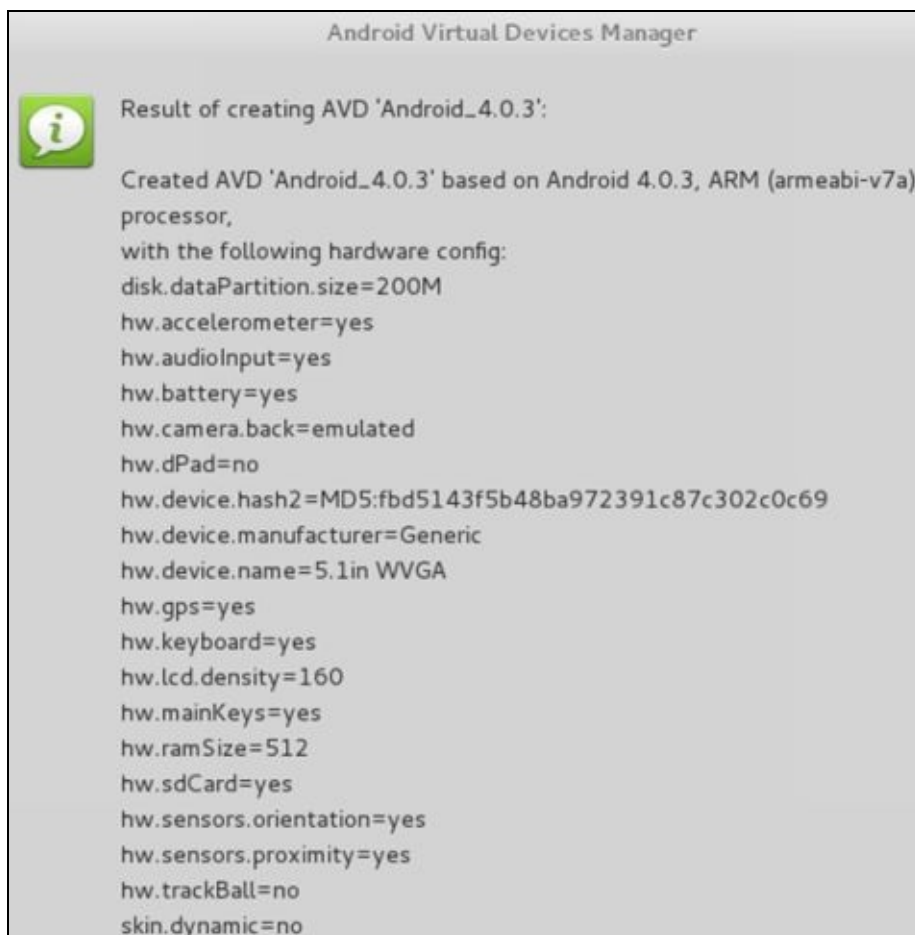 Android Virtual Devices Manager
Result of creating AVD 'Android_4.0.3':
Created AVD 'Android_4.0.3' based on Android 4.0.3, ARM (armeabi-v7a)
processor,
with the following hardware config:
disk.dataPartition.size=200M
hw.accelerometer=yes
hw.audioInput=yes
hw.battery=yes
hw.camera.back=emulated
hw.dPad=no
hw.device.hash2=MD5:fbd5143f5b48ba972391c87c302c0c69
hw.device.manufacturer=Generic
hw.device.name=5.1in WVGA
hw.gps=yes
hw.keyboard=yes
hw.lcd.density=160
hw.mainKeys=yes
hw.ramSize=512
hw.sdCard=yes
hw.sensors.orientation=yes
hw.sensors.proximity=yes
hw.trackBall=no
skin.dynamic=no